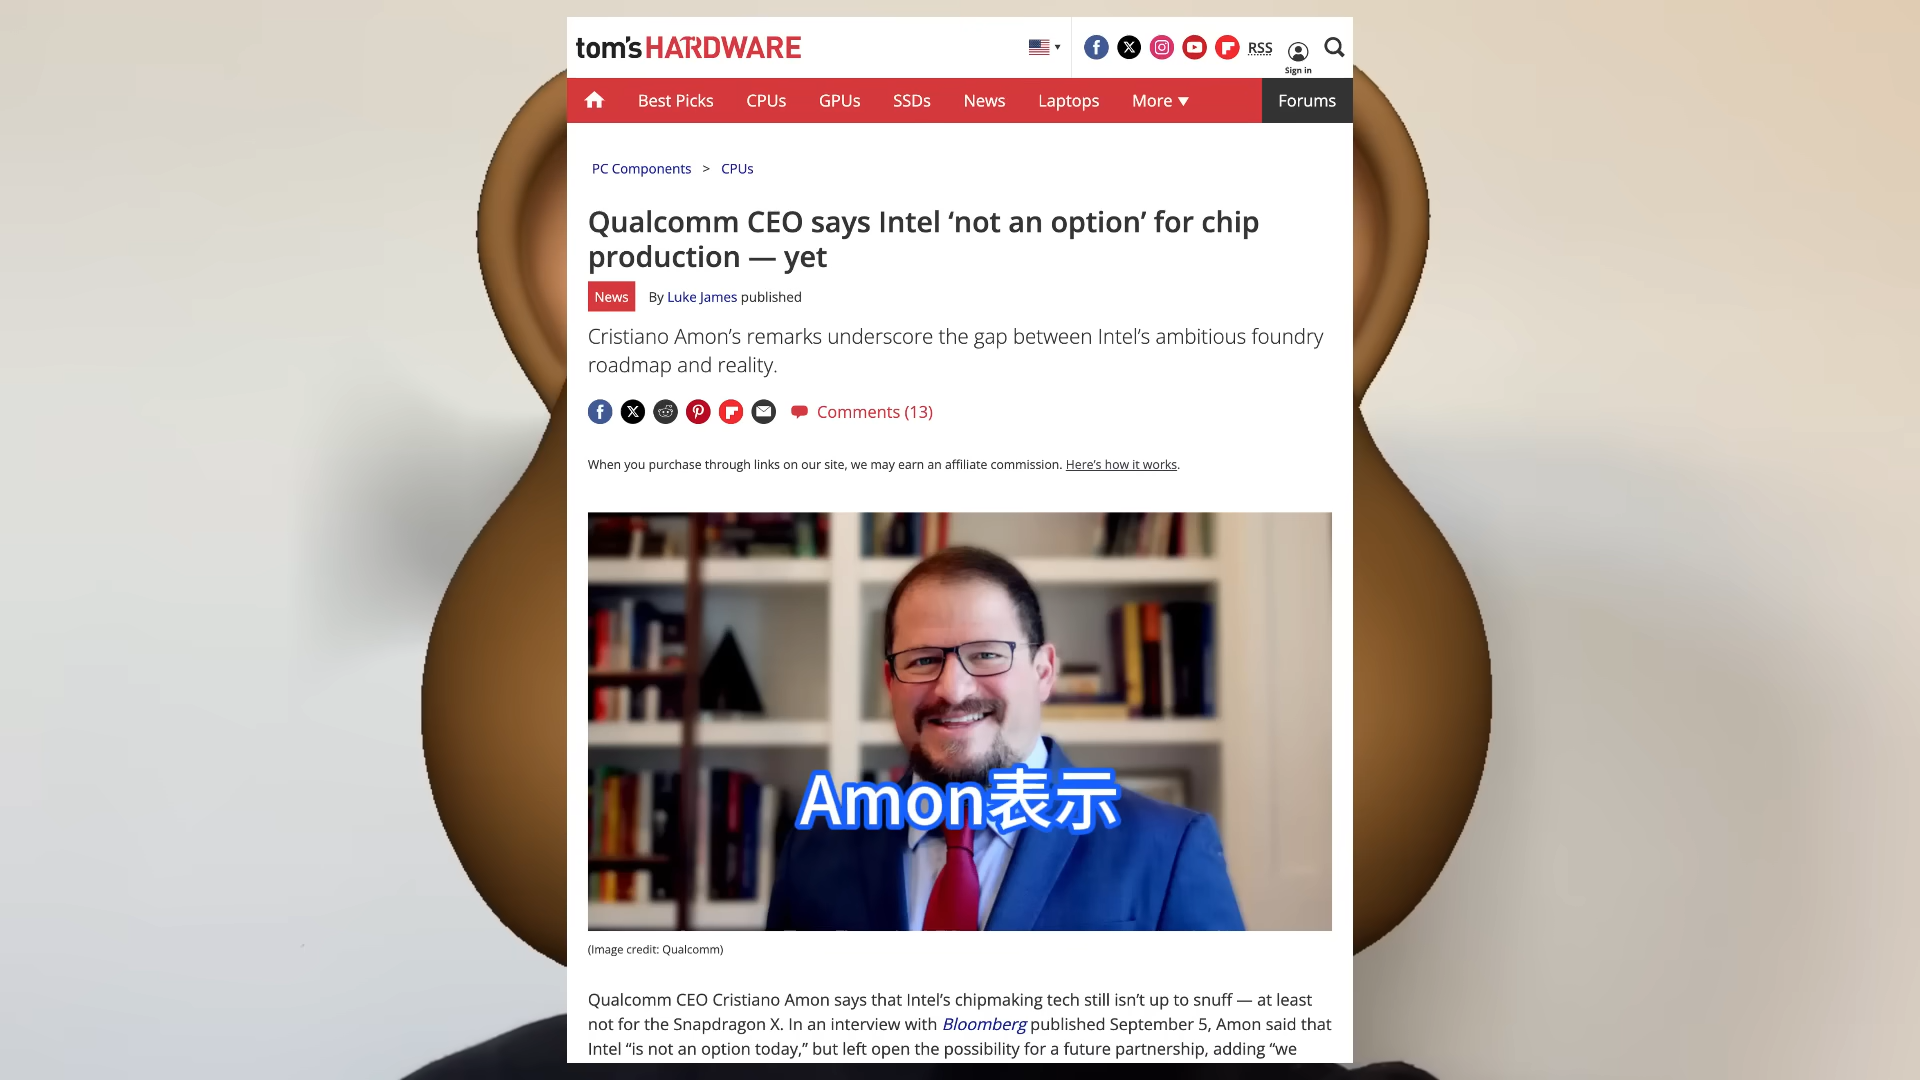 tom's HARDWARE
RSS
Sign in
Best Picks CPUs GPUs SSDs News Laptops More ▼ Forums
PC Components > CPUs
Qualcomm CEO says Intel ‘not an option’ for chip
production — yet
News By Luke James published
Cristiano Amon’s remarks underscore the gap between Intel’s ambitious foundry
roadmap and reality.
Comments (13)
When you purchase through links on our site, we may earn an affiliate commission. Here’s how it works.
Amon表示
(Image credit: Qualcomm)
Qualcomm CEO Cristiano Amon says that Intel’s chipmaking tech still isn’t up to snuff — at least
not for the Snapdragon X. In an interview with Bloomberg published September 5, Amon said that
Intel “is not an option today,” but left open the possibility for a future partnership, adding “we